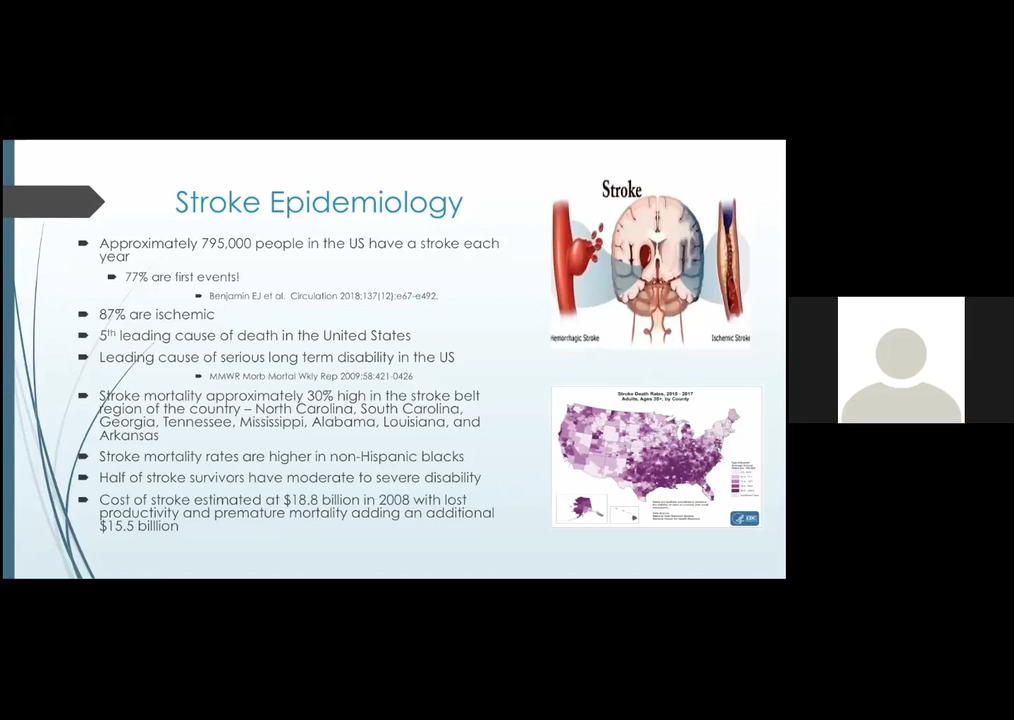 Stroke Epidemiology
Approximately 795,000 people in the US have a stroke each
year
77% are first events!
Benjamin EJ et al. Circulation 2018;137(12):e67-e492.
87% are ischemic
5th leading cause of death in the United States
Leading cause of serious long term disability in the US
MMWR Morb Mortal Wkly Rep 2009;58:421-0426
Stroke mortality approximately 30% high in the stroke belt
region of the country – North Carolina, South Carolina,
Georgia, Tennessee, Mississippi, Alabama, Louisiana, and
Arkansas
Stroke mortality rates are higher in non-Hispanic blacks
Half of stroke survivors have moderate to severe disability
Cost of stroke estimated at $18.8 billion in 2008 with lost
productivity and premature mortality adding an additional
$15.5 billlion
Stroke
Hemorrhagic Stroke
Ischemic Stroke
Stroke Death Rates, 2015 - 2017
Adults, Ages 35+, by County
CDC